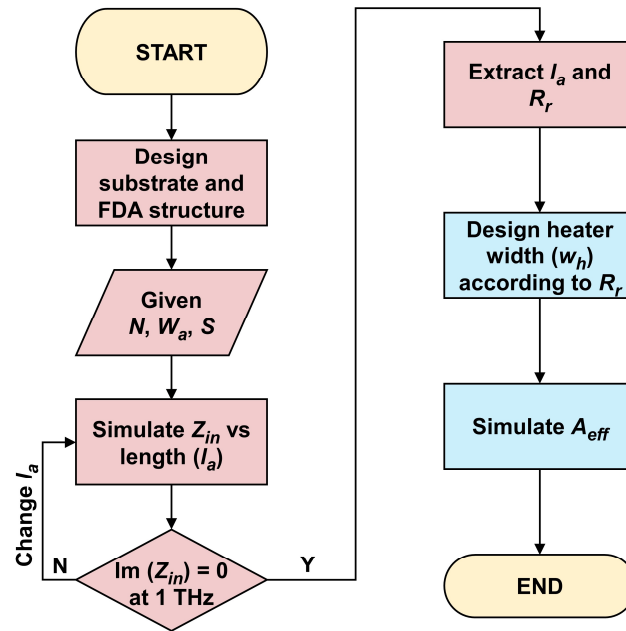 START
Design
substrate and
FDA structure
Given
N, Wₐ, S
Simulate Zᵢₙ vs
length (lₐ)
Change lₐ
Im (Zᵢₙ) = 0
at 1 THz
N
Y
Extract lₐ and
Rᵣ
Design heater
width (wₕ)
according to Rᵣ
Simulate A_eff
END